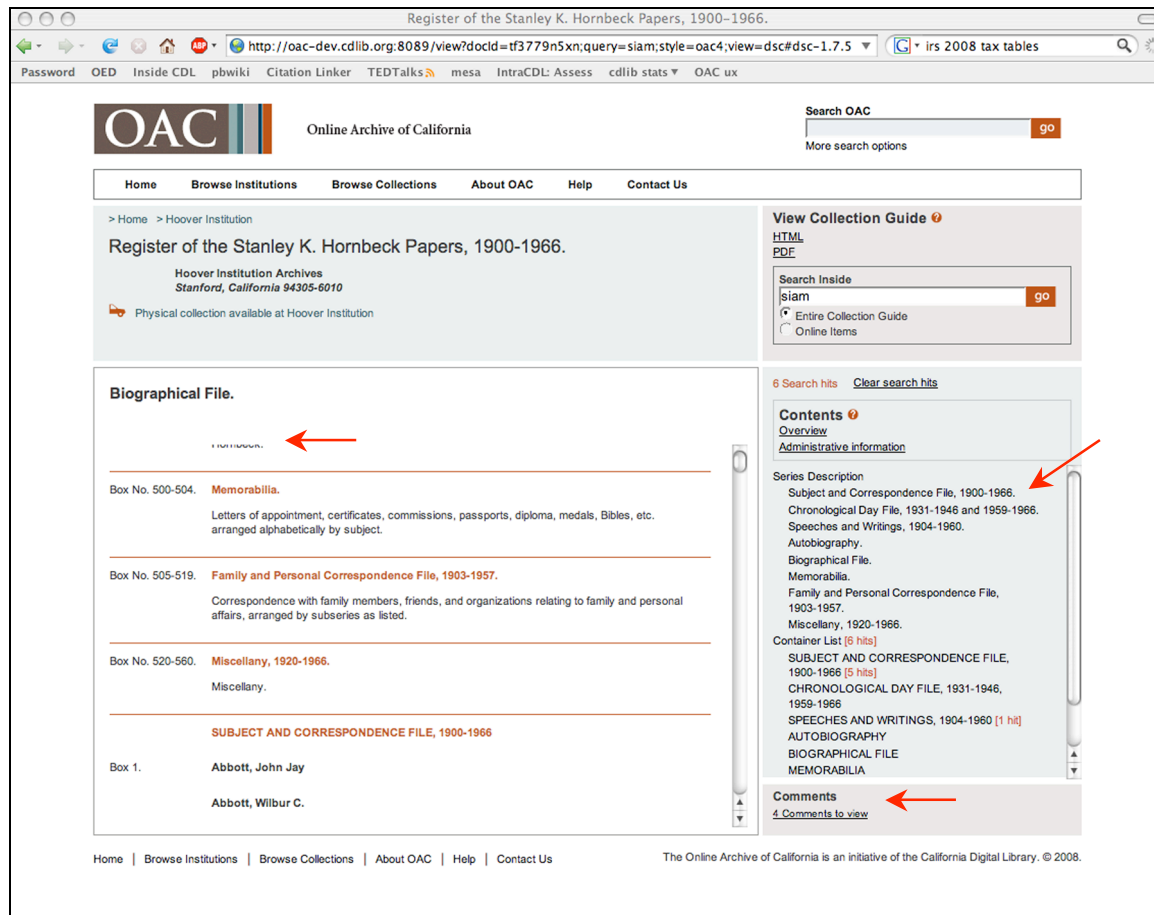 Register of the Stanley K. Hornbeck Papers, 1900–1966.
ABP http://oac-dev.cdlib.org:8089/view?docId=tf3779n5xn;query=siam;style=oac4;view=dsc#dsc-1.7.5 G irs 2008 tax tables
Password OED Inside CDL pbwiki Citation Linker TEDTalks mesa IntraCDL: Assess cdlib stats OAC ux
OAC
Online Archive of California
Search OAC
go
More search options
Home Browse Institutions Browse Collections About OAC Help Contact Us
> Home > Hoover Institution
Register of the Stanley K. Hornbeck Papers, 1900-1966.
Hoover Institution Archives
Stanford, California 94305-6010
Physical collection available at Hoover Institution
View Collection Guide ?
HTML
PDF
Search Inside
siam go
Entire Collection Guide
Online Items
Biographical File.
Hornbeck.
Box No. 500-504. Memorabilia.
Letters of appointment, certificates, commissions, passports, diploma, medals, Bibles, etc.
arranged alphabetically by subject.
Box No. 505-519. Family and Personal Correspondence File, 1903-1957.
Correspondence with family members, friends, and organizations relating to family and personal
affairs, arranged by subseries as listed.
Box No. 520-560. Miscellany, 1920-1966.
Miscellany.
SUBJECT AND CORRESPONDENCE FILE, 1900-1966
Box 1. Abbott, John Jay
Abbott, Wilbur C.
6 Search hits Clear search hits
Contents ?
Overview
Administrative information
Series Description
Subject and Correspondence File, 1900-1966.
Chronological Day File, 1931-1946 and 1959-1966.
Speeches and Writings, 1904-1960.
Autobiography.
Biographical File.
Memorabilia.
Family and Personal Correspondence File,
1903-1957.
Miscellany, 1920-1966.
Container List [6 hits]
SUBJECT AND CORRESPONDENCE FILE,
1900-1966 [5 hits]
CHRONOLOGICAL DAY FILE, 1931-1946,
1959-1966
SPEECHES AND WRITINGS, 1904-1960 [1 hit]
AUTOBIOGRAPHY
BIOGRAPHICAL FILE
MEMORABILIA
Comments
4 Comments to view
Home | Browse Institutions | Browse Collections | About OAC | Help | Contact Us
The Online Archive of California is an initiative of the California Digital Library. © 2008.